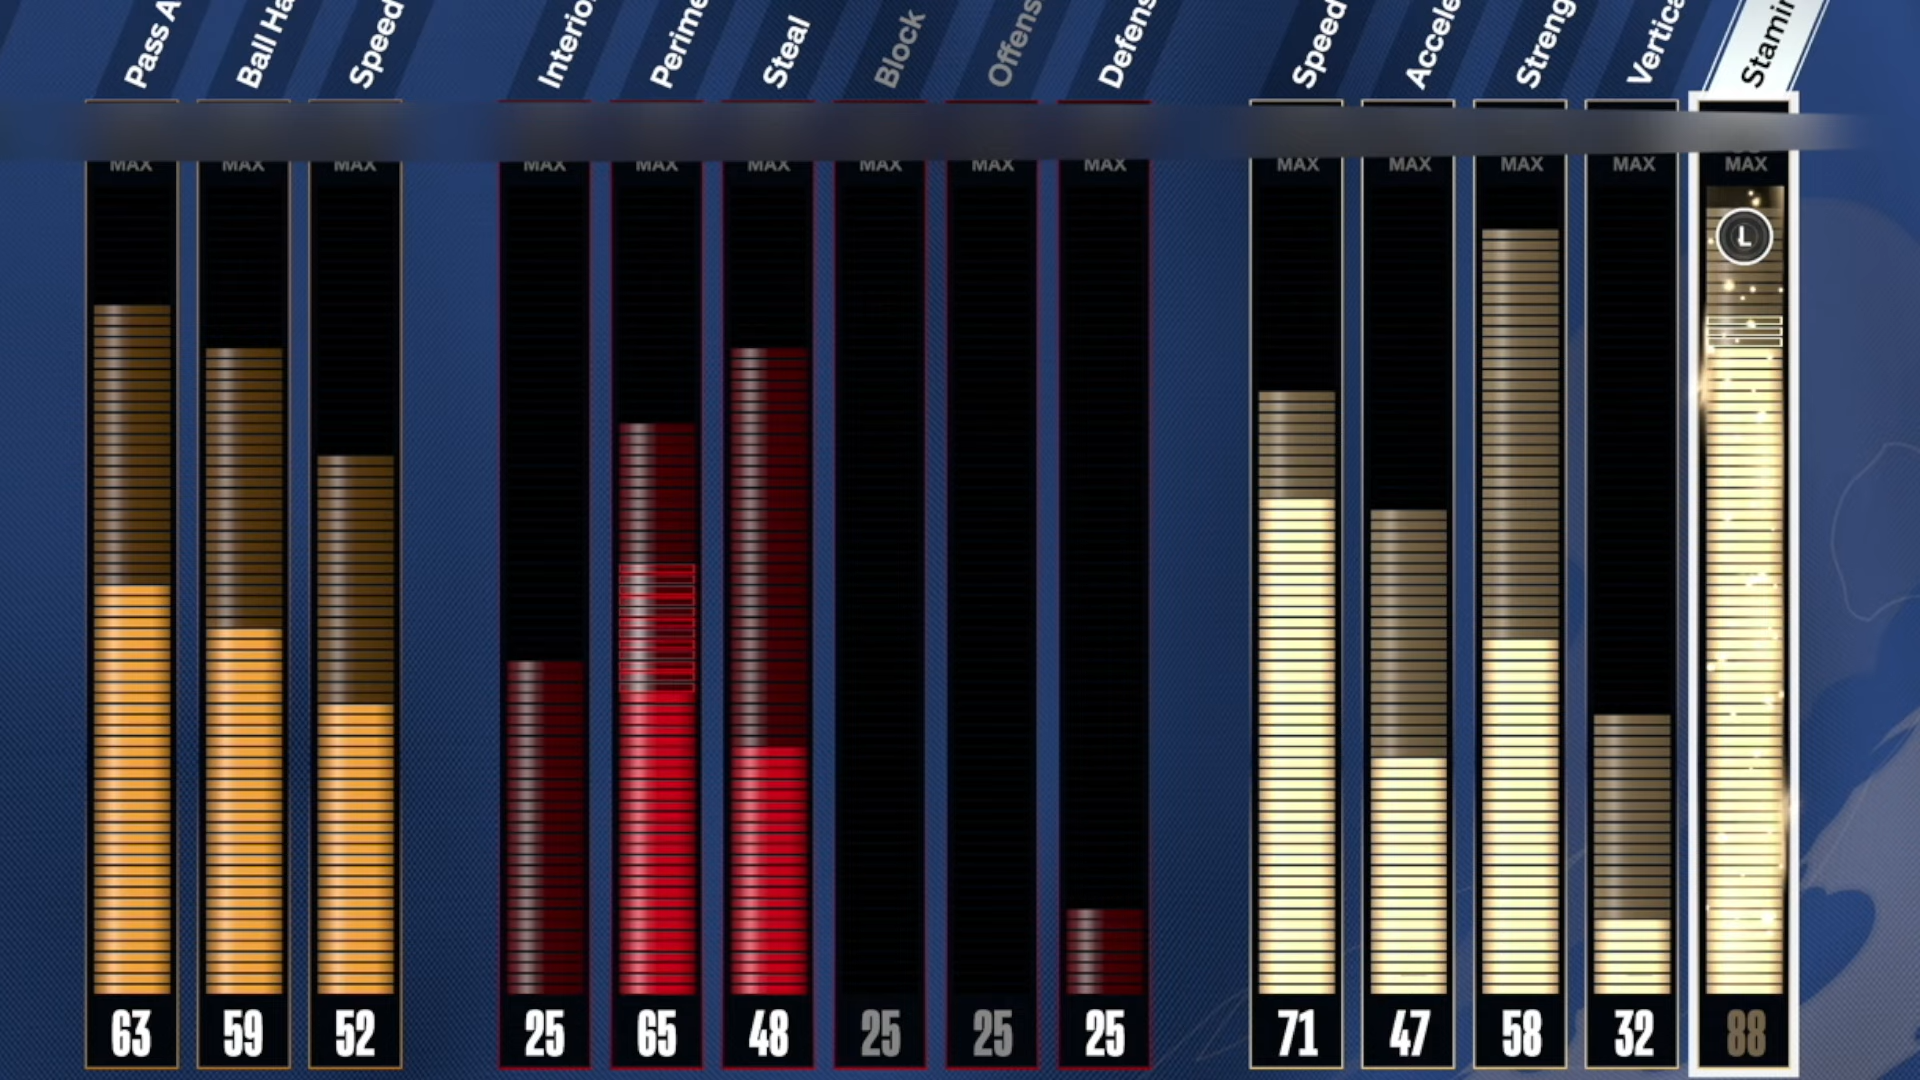 Pass A
Ball Ha
Speed
Interio
Perime
Steal
Block
Offens
Defens
Speed
Accele
Streng
Vertica
Stamin
MAX MAX MAX MAX MAX MAX MAX MAX MAX MAX MAX MAX MAX MAX
L
63 59 52 25 65 48 25 25 25 71 47 58 32 88